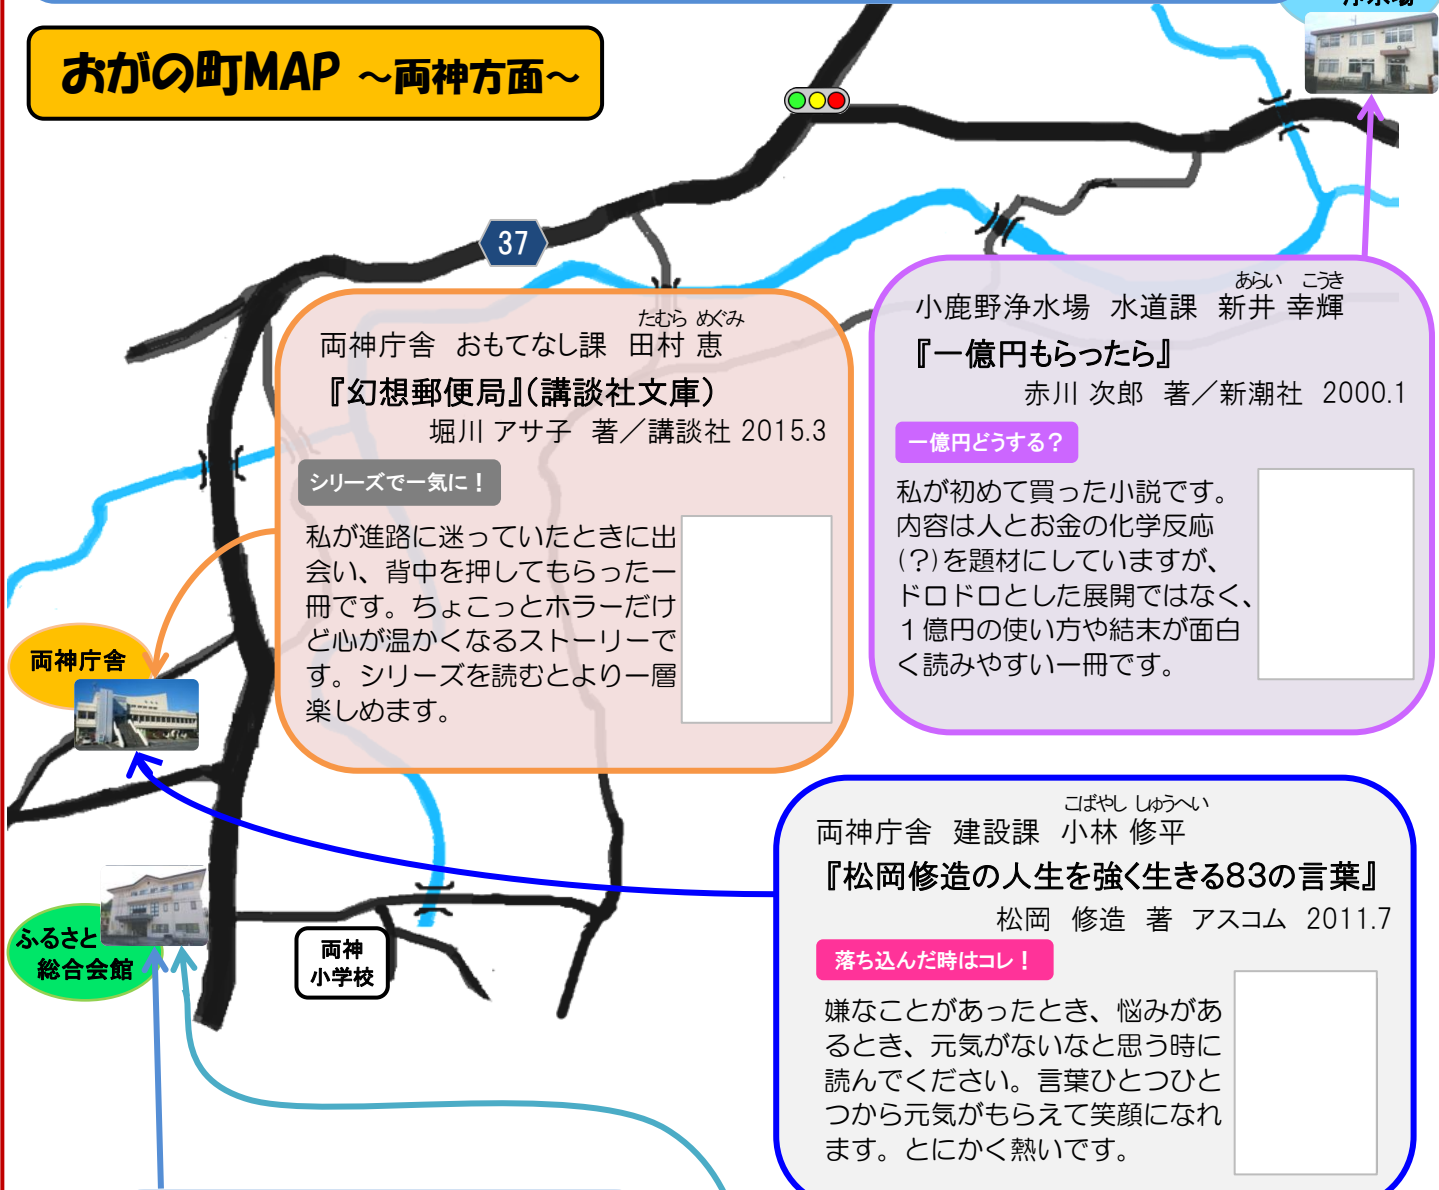 浄水場
おがの町MAP ～両神方面～
37
たむら めぐみ
両神庁舎 おもてなし課 田村 恵
『幻想郵便局』(講談社文庫)
堀川 アサ子 著／講談社 2015.3
シリーズで一気に！
私が進路に迷っていたときに出
会い、背中を押してもらった一
冊です。ちょこっとホラーだけ
ど心が温かくなるストーリーで
す。シリーズを読むとより一層
楽しめます。
あらい こうき
小鹿野浄水場 水道課 新井 幸輝
『一億円もらったら』
赤川 次郎 著／新潮社 2000.1
一億円どうする？
私が初めて買った小説です。
内容は人とお金の化学反応
(？)を題材にしていますが、
ドロドロとした展開ではなく、
１億円の使い方や結末が面白
く読みやすい一冊です。
両神庁舎
こばやし しゅうへい
両神庁舎 建設課 小林 修平
『松岡修造の人生を強く生きる83の言葉』
松岡 修造 著 アスコム 2011.7
落ち込んだ時はコレ！
嫌なことがあったとき、悩みがあ
るとき、元気がないなと思う時に
読んでください。言葉ひとつひと
つから元気がもらえて笑顔になれ
ます。とにかく熱いです。
ふるさと
総合会館
両神
小学校